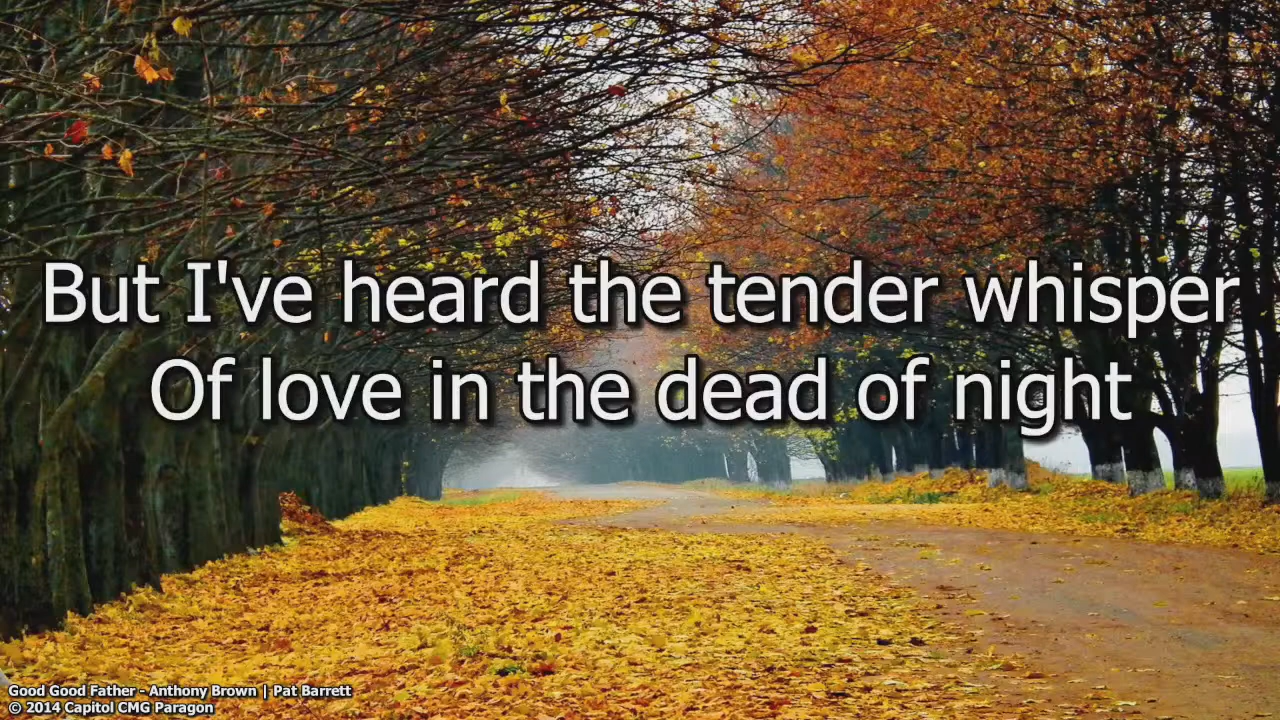 But I've heard the tender whisper
Of love in the dead of night
Good Good Father - Anthony Brown | Pat Barrett
© 2014 Capitol CMG Paragon